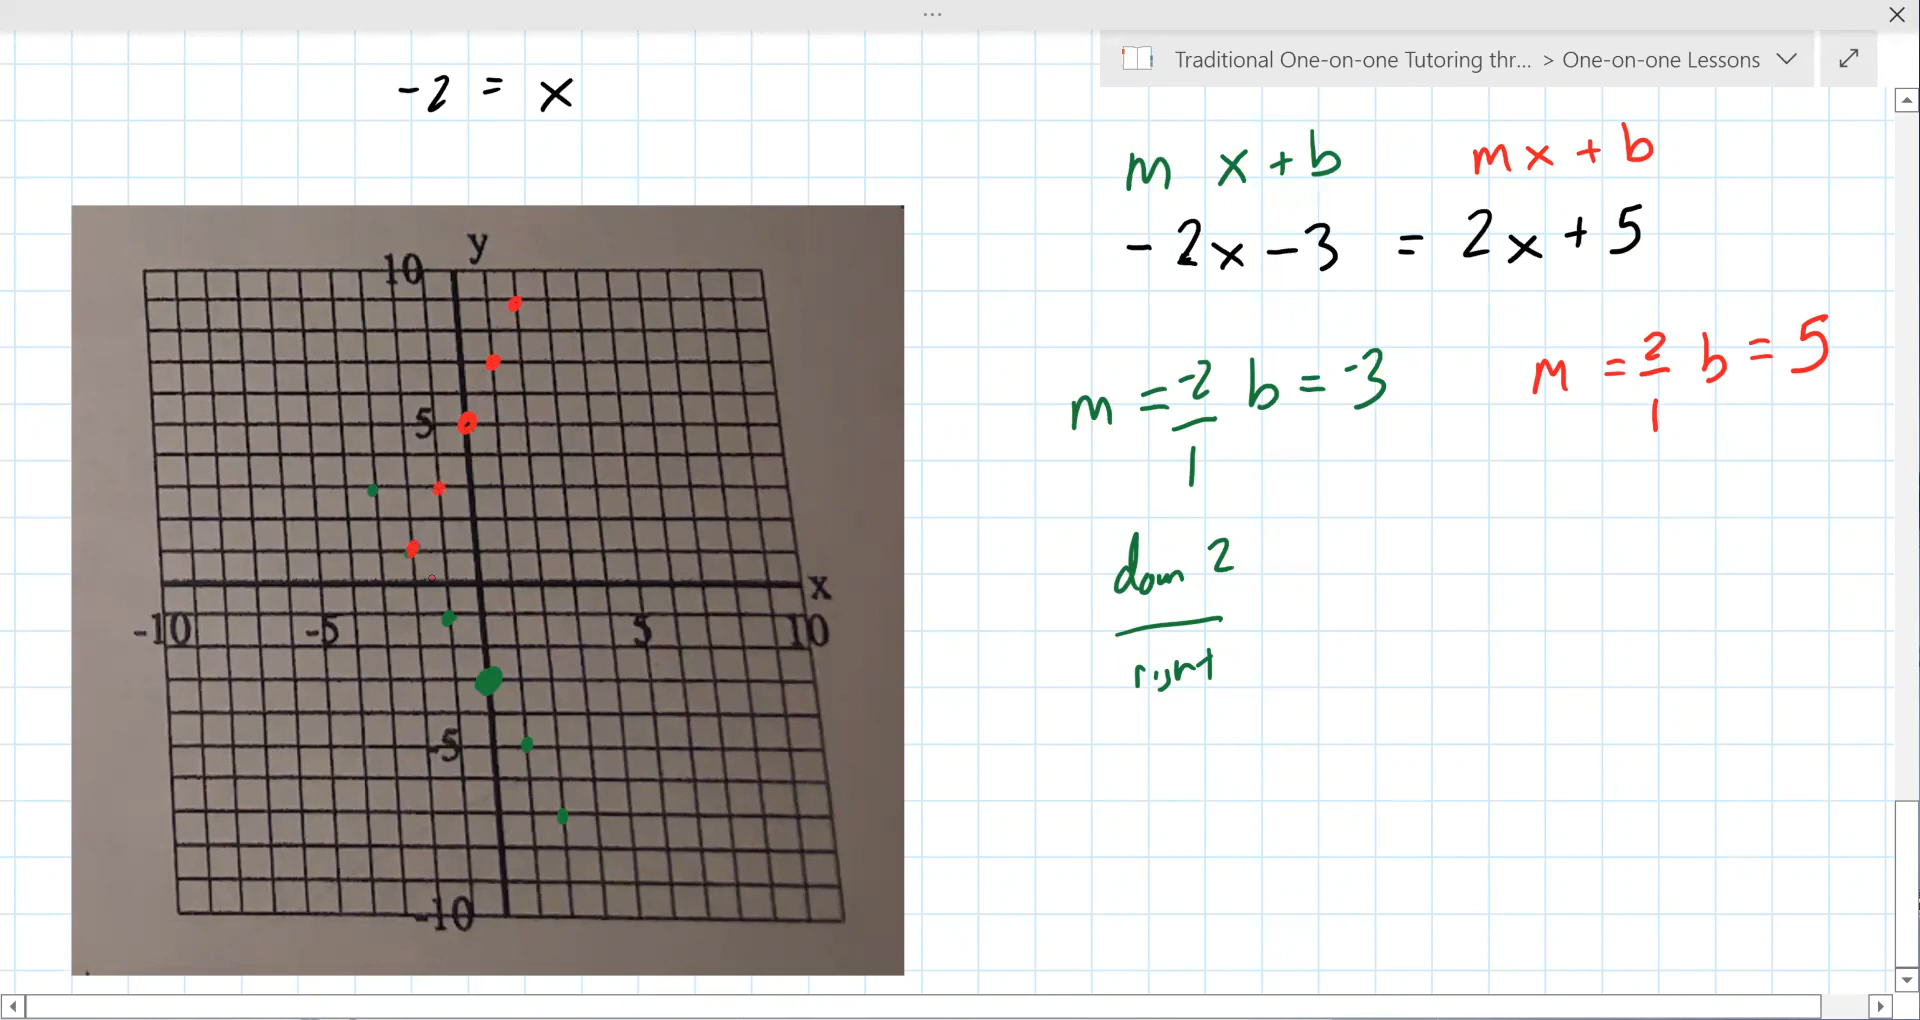 ...
Traditional One-on-one Tutoring thr... > One-on-one Lessons
-2 = x
m x + b
mx + b
-2x - 3 = 2x + 5
m = -2/1 b = -3
m = 2/1 b = 5
down 2
right
y
10
5
x
-10 -5 5 10
-5
-10